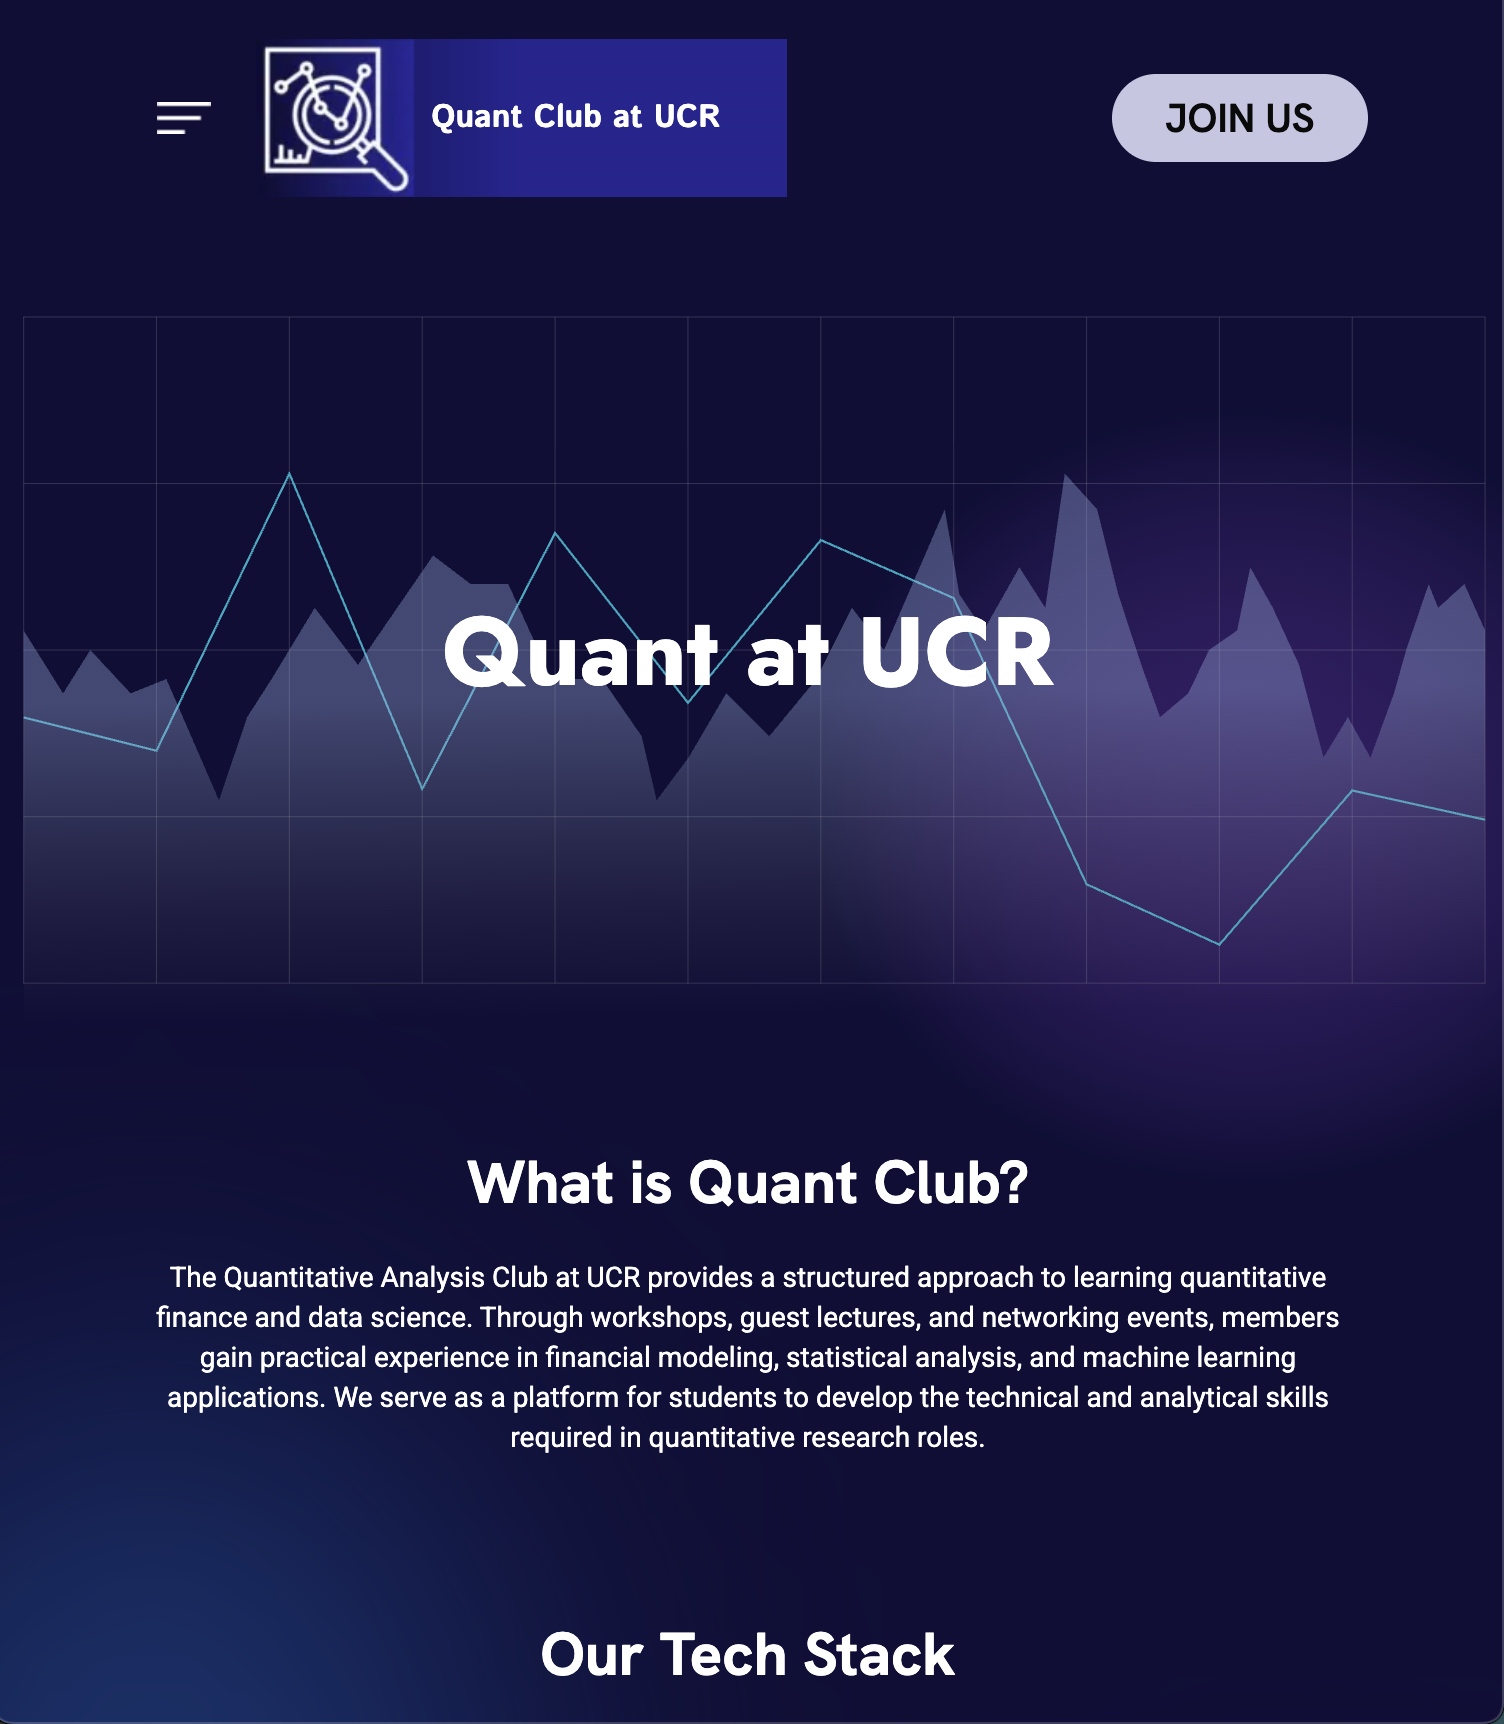 Quant Club at UCR
JOIN US
Quant at UCR
What is Quant Club?
The Quantitative Analysis Club at UCR provides a structured approach to learning quantitative
finance and data science. Through workshops, guest lectures, and networking events, members
gain practical experience in financial modeling, statistical analysis, and machine learning
applications. We serve as a platform for students to develop the technical and analytical skills
required in quantitative research roles.
Our Tech Stack